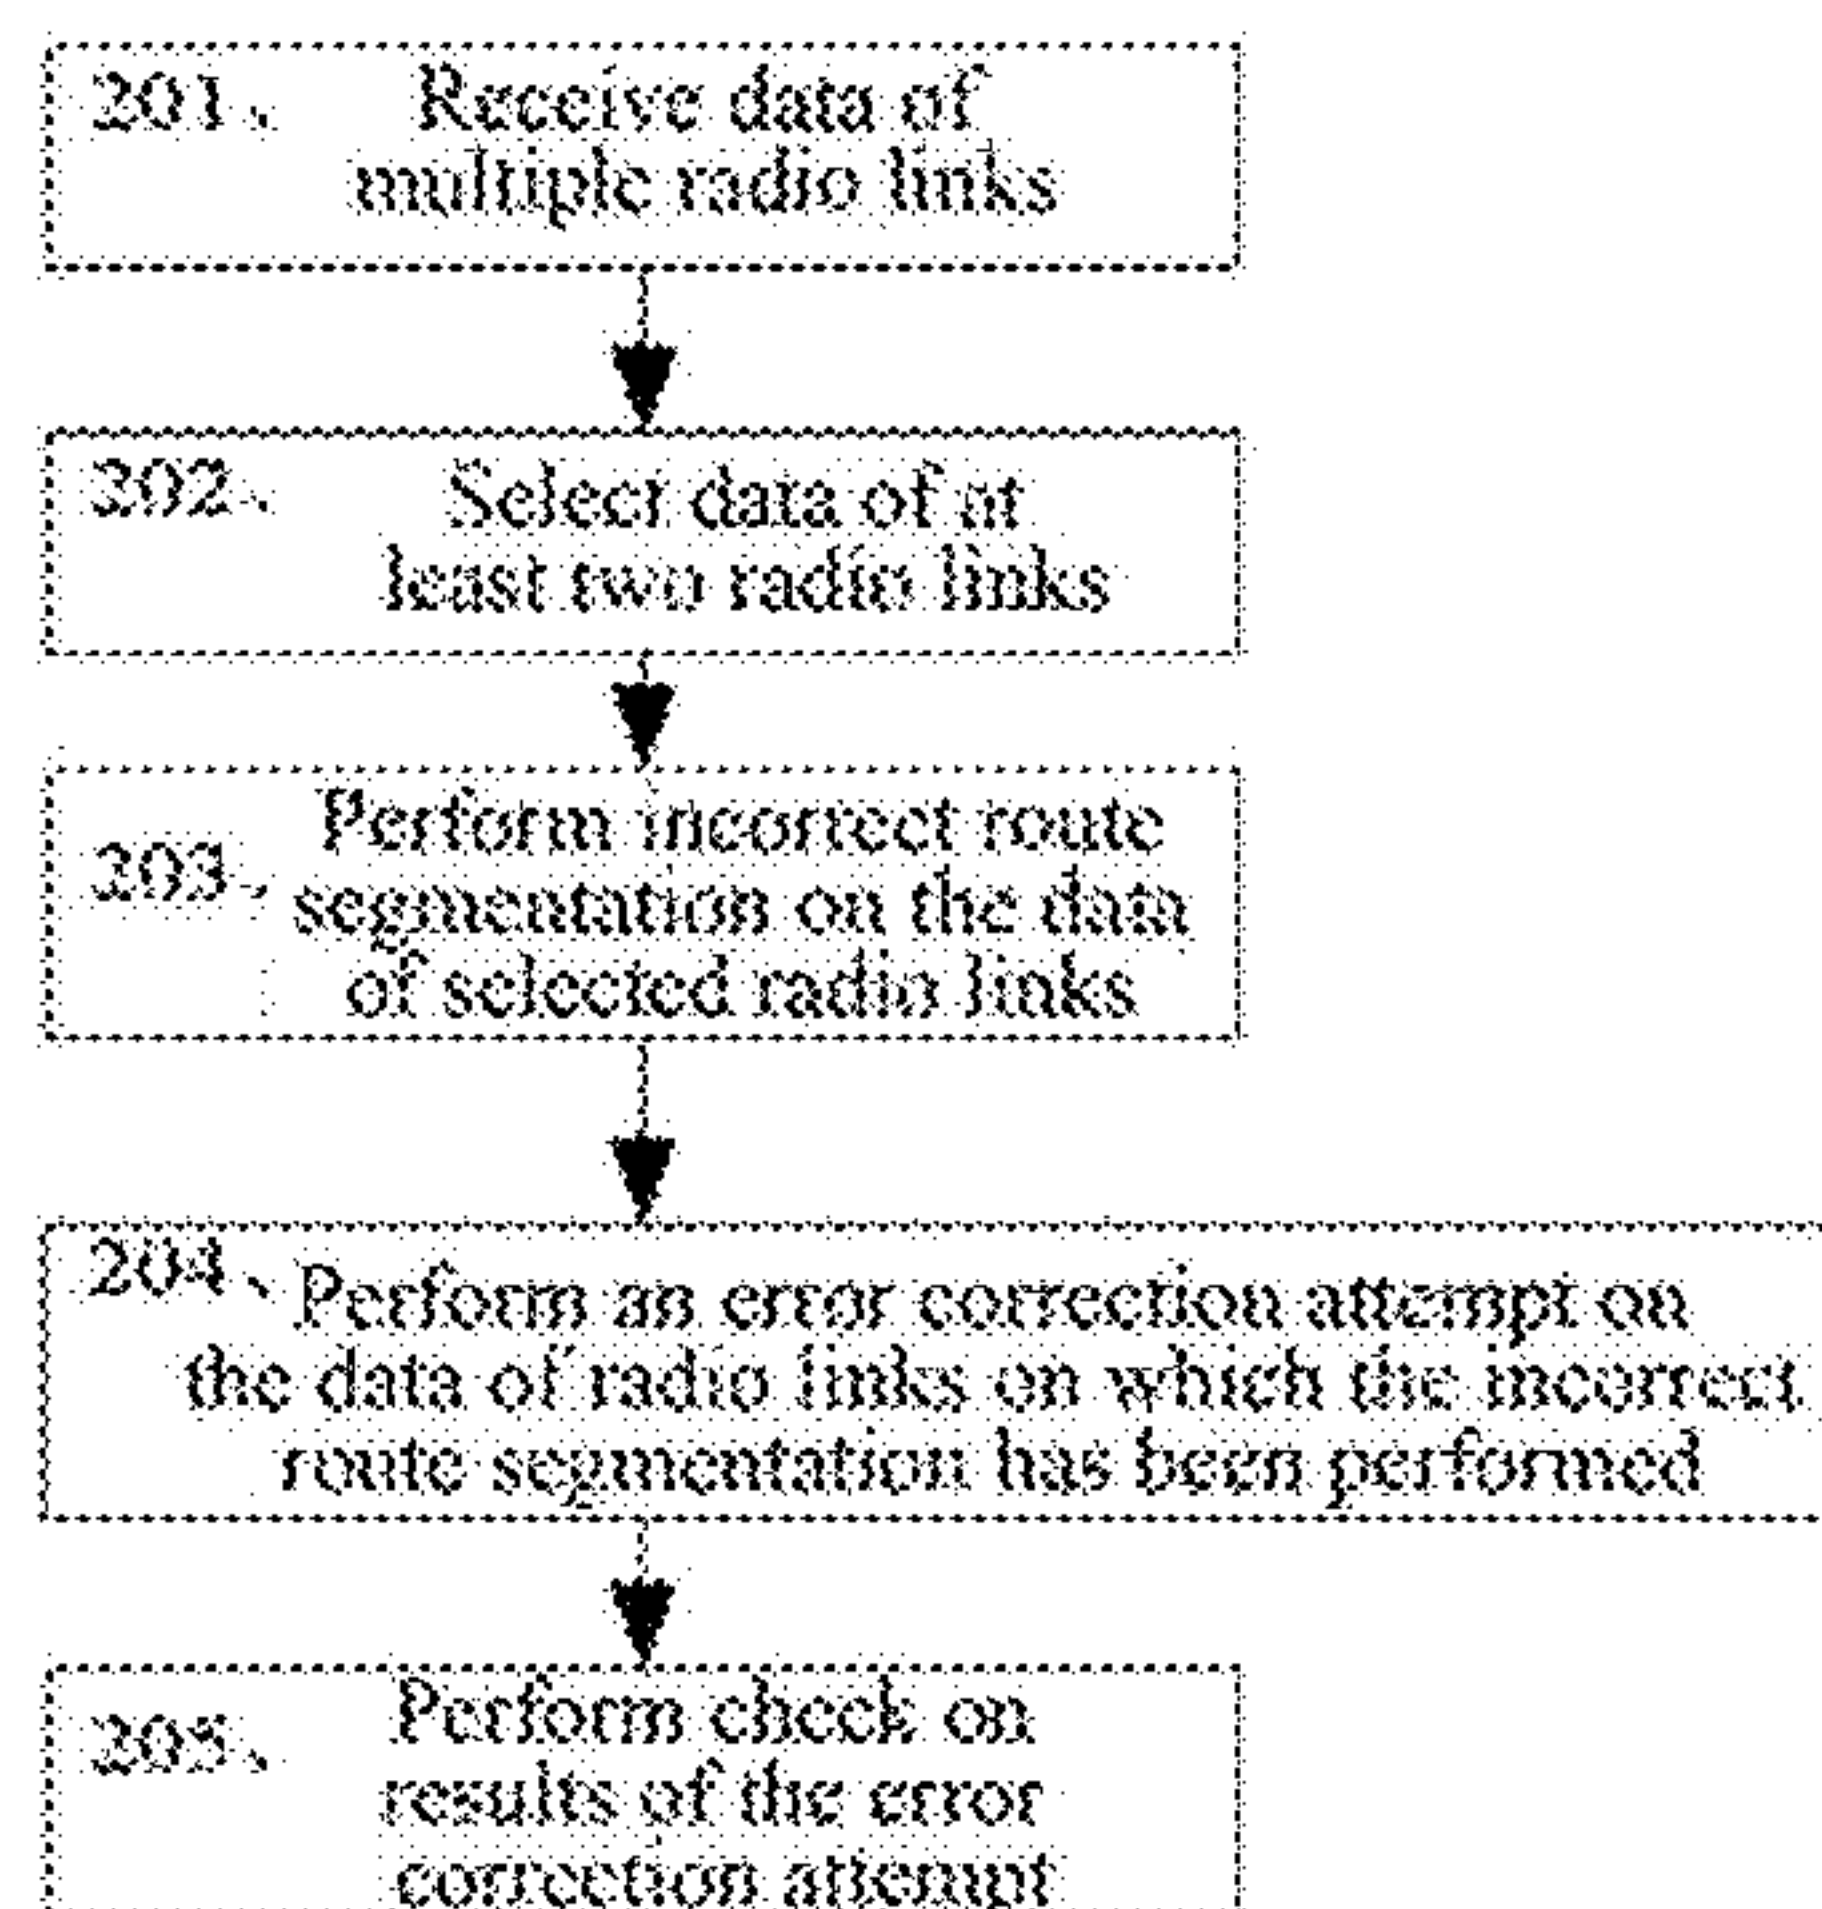 201、 Receive data of
multiple radio links
202、 Select data of at
least two radio links
Perform incorrect route
203、 segmentation on the data
of selected radio links
204、 Perform an error correction attempt on
the data of radio links on which the incorrect
route segmentation has been performed
205、 Perform check on
results of the error
correction attempt